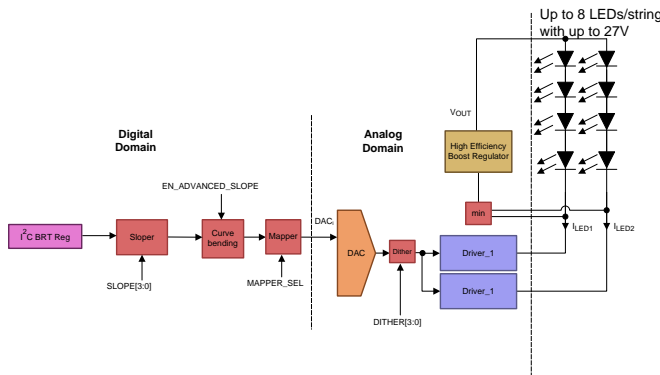 Up to 8 LEDs/string
with up to 27V
VOUT
Digital
Domain
Analog
Domain
High Efficiency
Boost Regulator
EN_ADVANCED_SLOPE
min
I²C BRT Reg
Sloper
Curve
bending
Mapper
DACi
DAC
Dither
Driver_1
ILED1
ILED2
SLOPE[3:0]
MAPPER_SEL
Driver_1
DITHER[3:0]